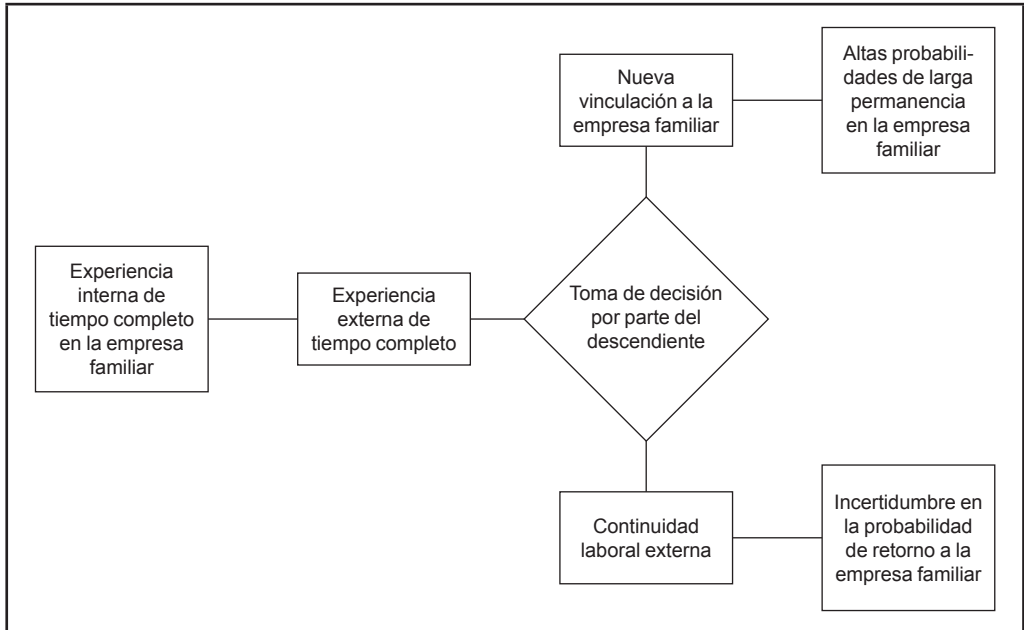 Experiencia
interna de
tiempo completo
en la empresa
familiar
Experiencia
externa de
tiempo completo
Toma de decisión
por parte del
descendiente
Nueva
vinculación a la
empresa familiar
Altas probabili-
dades de larga
permanencia
en la empresa
familiar
Continuidad
laboral externa
Incertidumbre en
la probabilidad
de retorno a la
empresa familiar